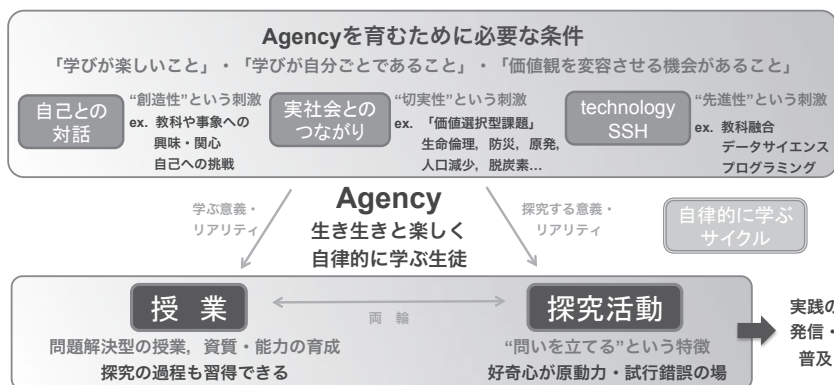 Agencyを育むために必要な条件
「学びが楽しいこと」・「学びが自分ごとであること」・「価値観を変容させる機会があること」
自己との
対話
“創造性”という刺激
ex. 教科や事象への
興味・関心
自己への挑戦
実社会との
つながり
“切実性”という刺激
ex. 「価値選択型課題」
生命倫理，防災，原発，
人口減少，脱炭素…
technology
SSH
“先進性”という刺激
ex. 教科融合
データサイエンス
プログラミング
学ぶ意義・
リアリティ
Agency
生き生きと楽しく
自律的に学ぶ生徒
探究する意義・
リアリティ
自律的に学ぶ
サイクル
授 業
両 輪
探究活動
問題解決型の授業，資質・能力の育成
探究の過程も習得できる
“問いを立てる”という特徴
好奇心が原動力・試行錯誤の場
実践の
発信・
普及